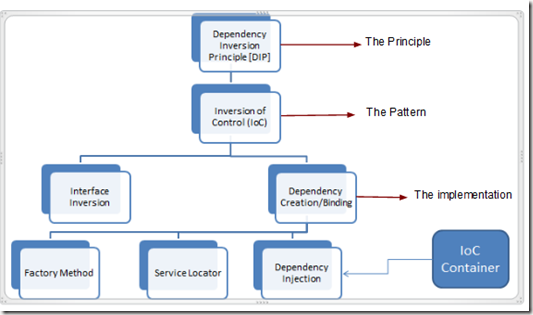 Dependency
Inversion
Principle [DIP]
The Principle
Inversion of
Control (IoC)
The Pattern
Interface
Inversion
Dependency
Creation/Binding
The implementation
Factory Method
Service Locator
Dependency
Injection
IoC
Container